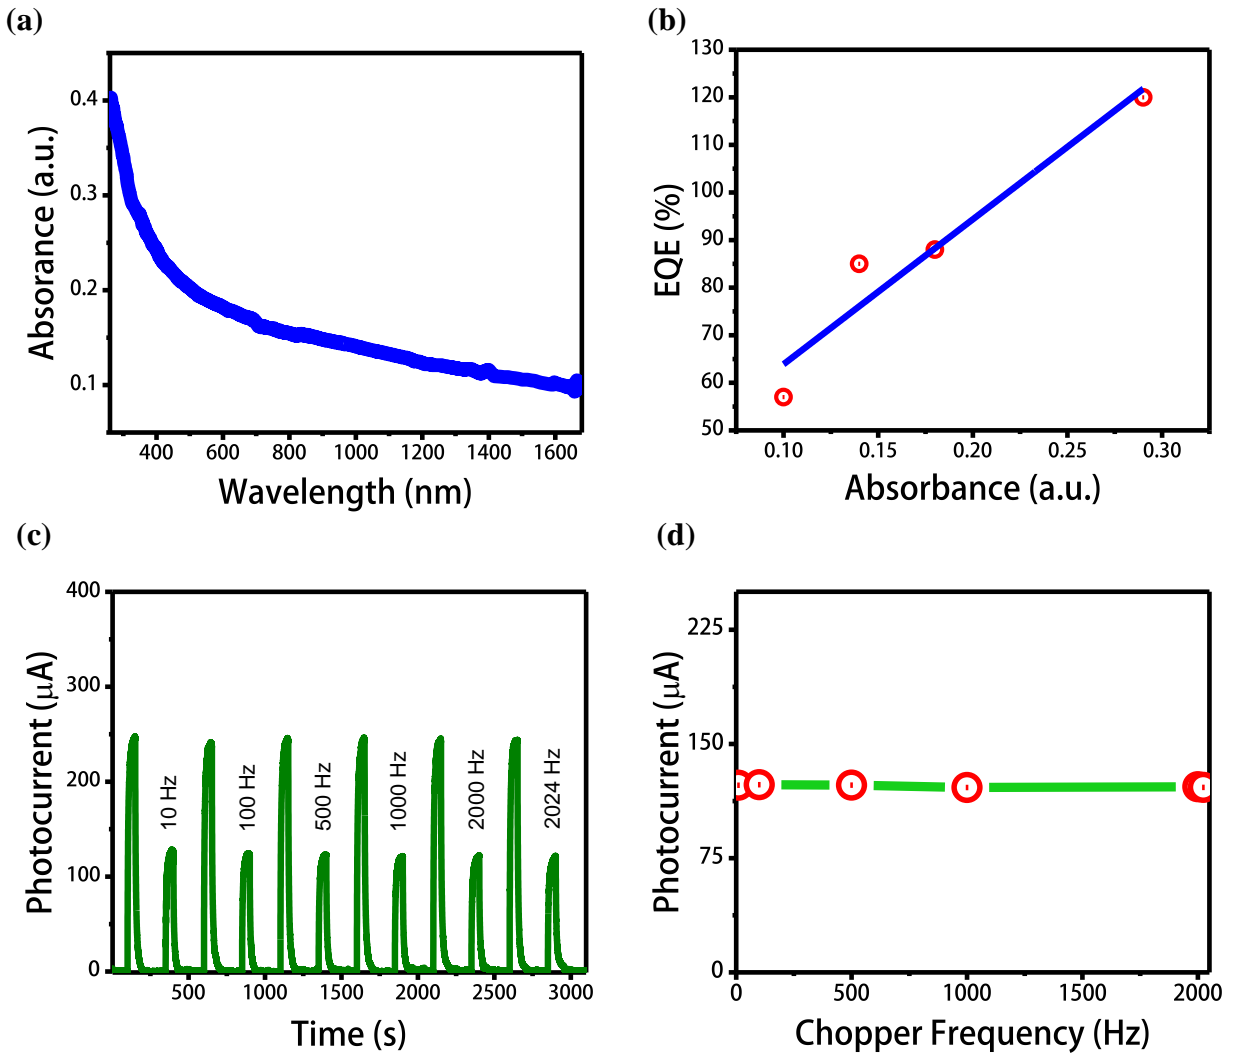 (a)
0.4
0.3
0.2
0.1
Absorance (a.u.)
400 600 800 1000 1200 1400 1600
Wavelength (nm)
(b)
130
120
110
100
90
80
70
60
50
EQE (%)
0.10 0.15 0.20 0.25 0.30
Absorbance (a.u.)
(c)
400
300
200
100
0
Photocurrent (μA)
10 Hz
100 Hz
500 Hz
1000 Hz
2000 Hz
2024 Hz
500 1000 1500 2000 2500 3000
Time (s)
(d)
225
150
75
0
Photocurrent (μA)
0 500 1000 1500 2000
Chopper Frequency (Hz)